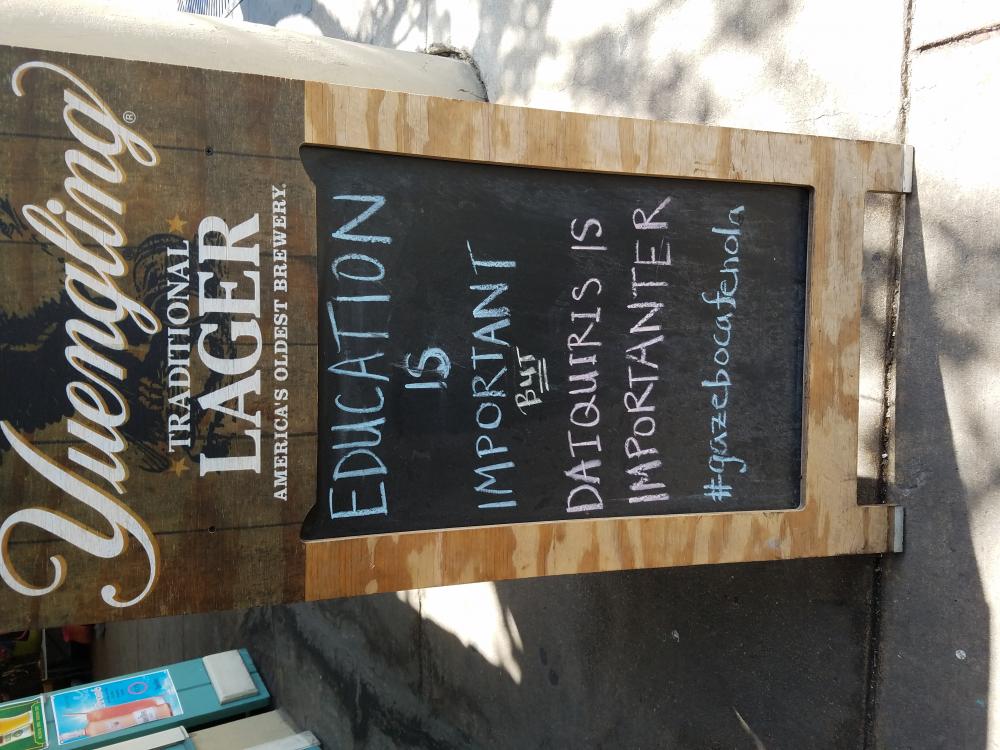 Yuengling®
TRADITIONAL
LAGER
AMERICA'S OLDEST BREWERY.
EDUCATION
IS
IMPORTANT
BUT
DAIQUIRIS IS
IMPORTANTER
#gazebocafenola